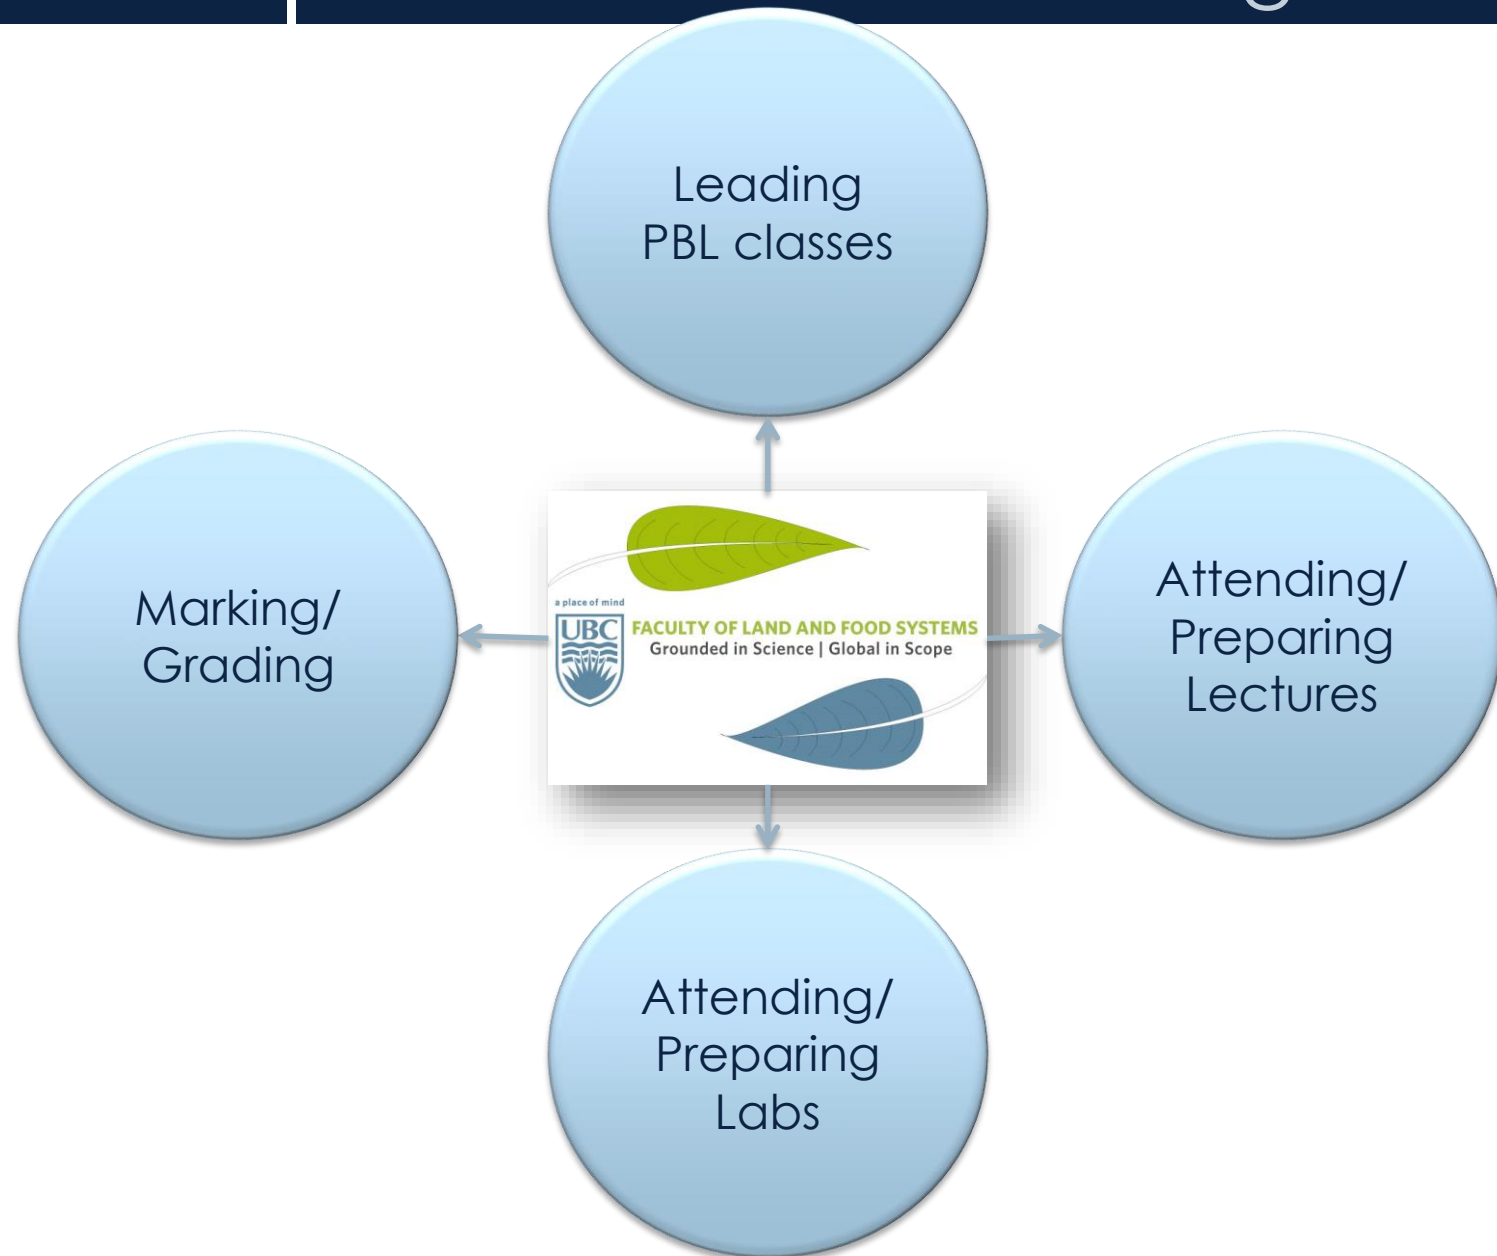 Leading
PBL classes
Marking/
Grading
a place of mind
UBC
FACULTY OF LAND AND FOOD SYSTEMS
Grounded in Science | Global in Scope
Attending/
Preparing
Lectures
Attending/
Preparing
Labs